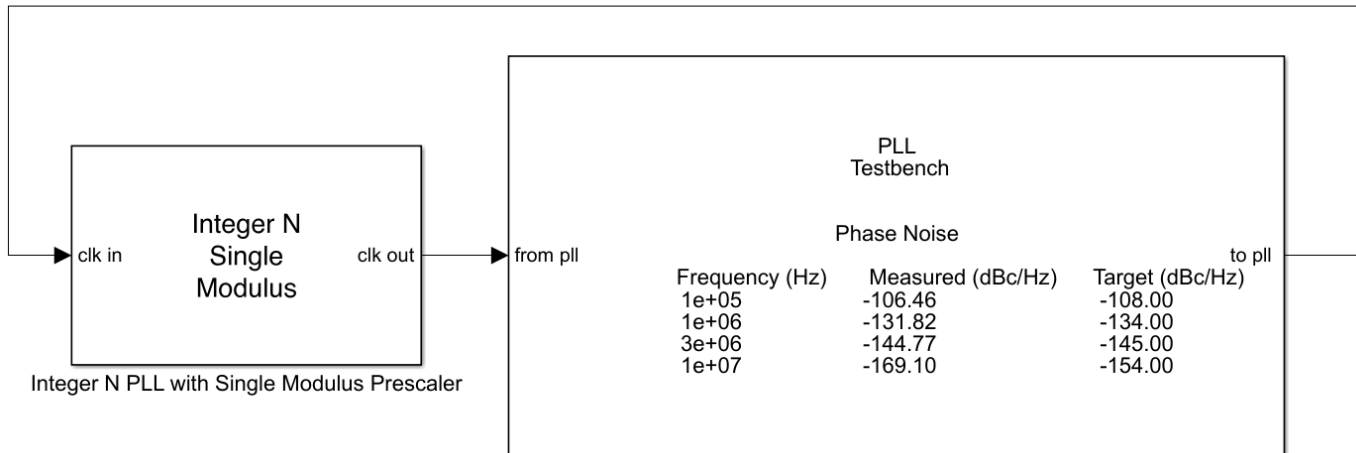 PLL
Testbench
Integer N
Single
Modulus
clk in
clk out
from pll
to pll
Phase Noise
Frequency (Hz) Measured (dBc/Hz) Target (dBc/Hz)
1e+05 -106.46 -108.00
1e+06 -131.82 -134.00
3e+06 -144.77 -145.00
1e+07 -169.10 -154.00
Integer N PLL with Single Modulus Prescaler